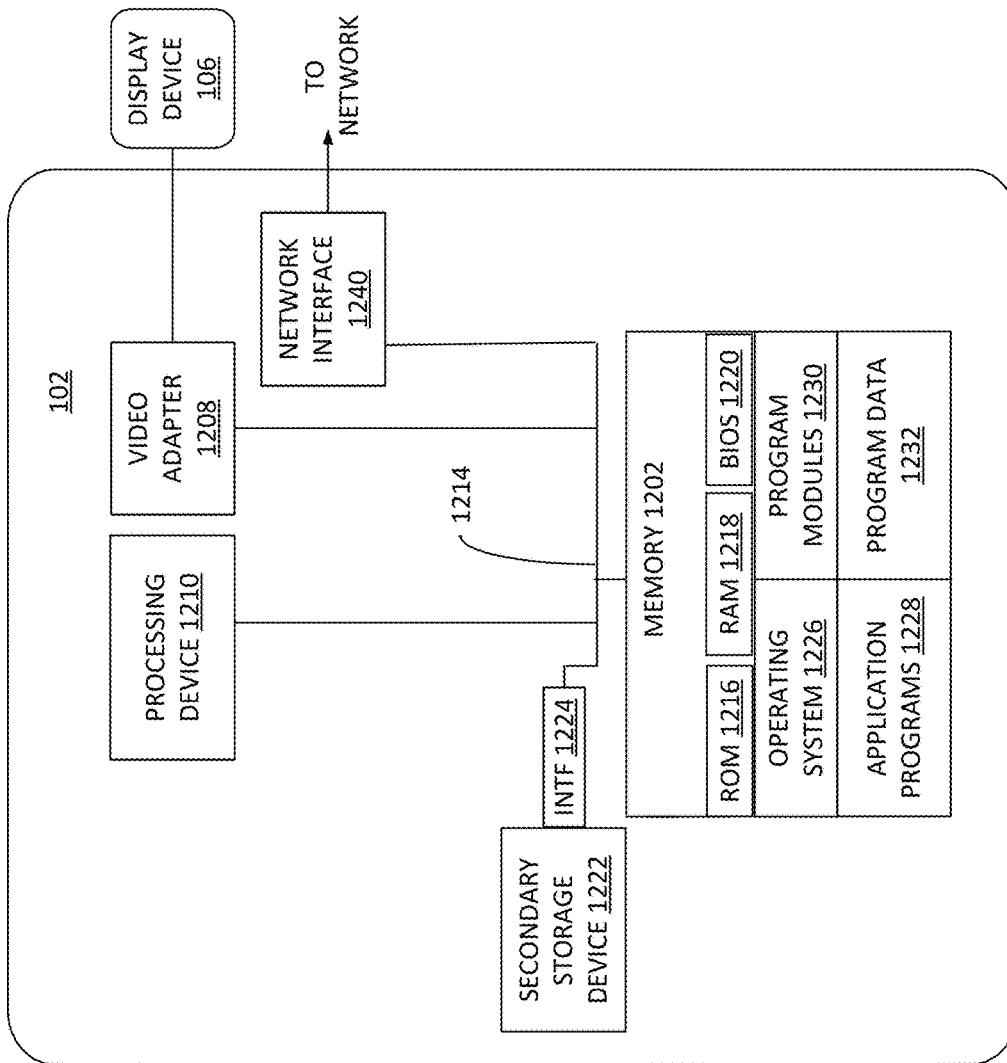 102
PROCESSING
DEVICE 1210
VIDEO
ADAPTER
1208
DISPLAY
DEVICE
106
NETWORK
INTERFACE
1240
TO
NETWORK
1214
SECONDARY
STORAGE
DEVICE 1222
INTF 1224
MEMORY 1202
ROM 1216
RAM 1218
BIOS 1220
OPERATING
SYSTEM 1226
PROGRAM
MODULES 1230
APPLICATION
PROGRAMS 1228
PROGRAM DATA
1232